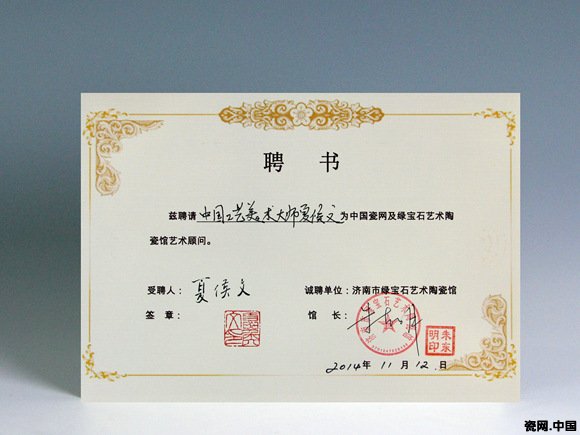 聘 书
兹聘请 中国工艺美术大师夏侯文 为中国瓷网及绿宝石艺术陶
瓷馆艺术顾问。
受聘人： 夏侯文
诚聘单位：济南市绿宝石艺术陶瓷馆
签 章：
馆 长：
朱东
明印
2014年 11月 12日
瓷网.中国